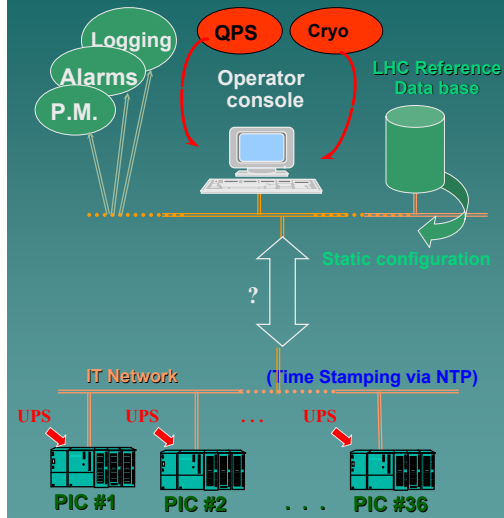 Logging
Alarms
P.M.
QPS
Cryo
Operator
console
LHC Reference
Data base
Static configuration
?
IT Network
(Time Stamping via NTP)
UPS
UPS
. . .
UPS
PIC #1
PIC #2
. . .
PIC #36